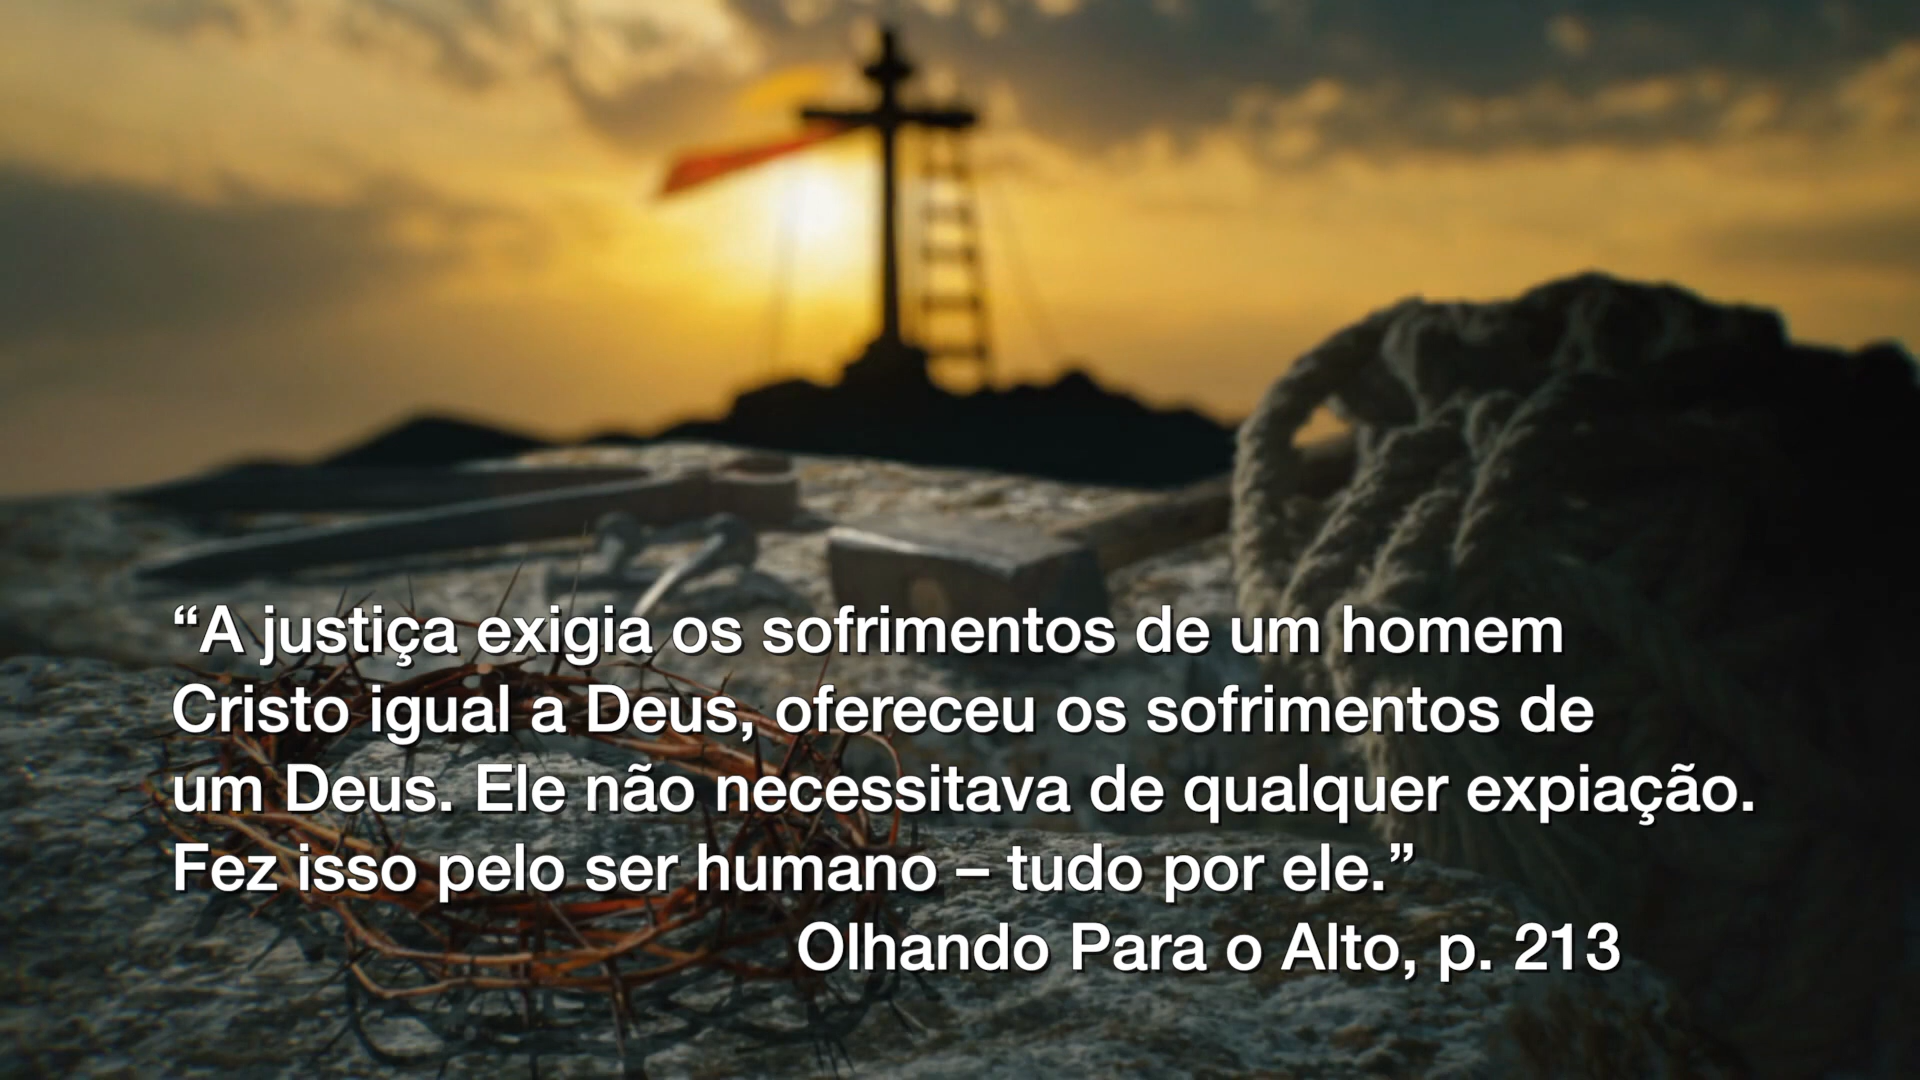 “A justiça exigia os sofrimentos de um homem
Cristo igual a Deus, ofereceu os sofrimentos de
um Deus. Ele não necessitava de qualquer expiação.
Fez isso pelo ser humano – tudo por ele.”
Olhando Para o Alto, p. 213